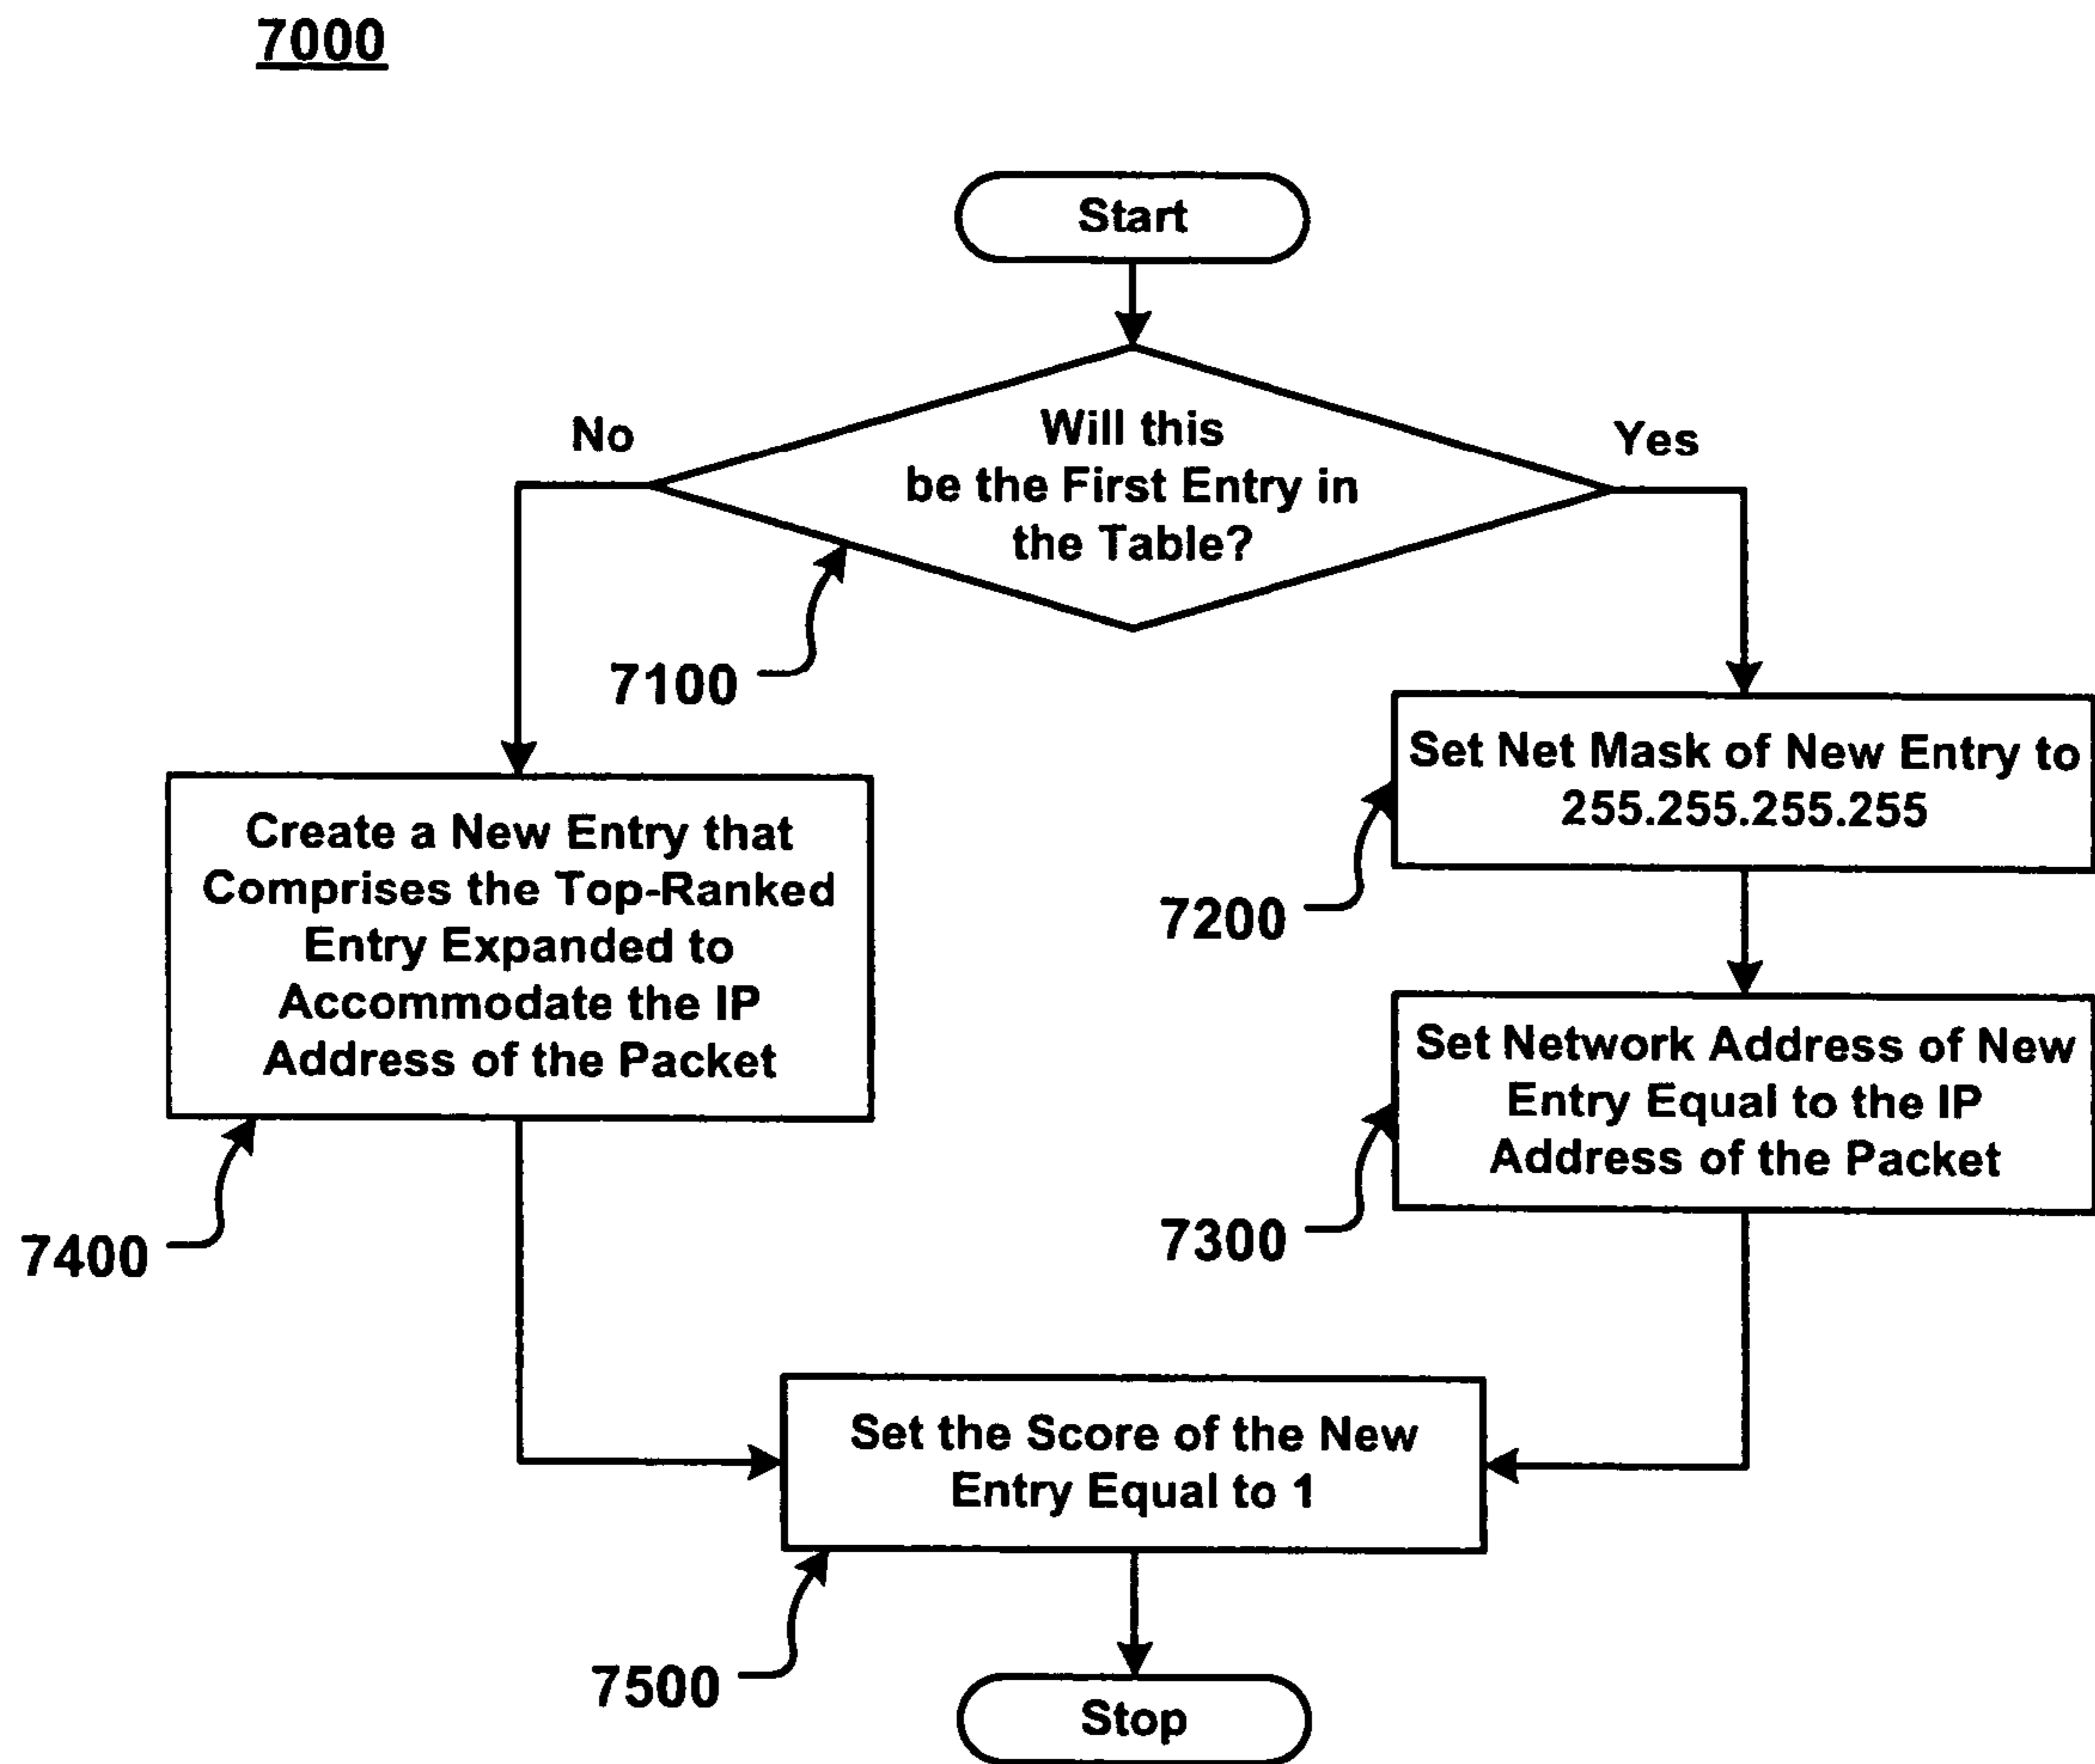 7000
Start
Will this
be the First Entry in
the Table?
No
Yes
7100
Set Net Mask of New Entry to
255.255.255.255
7200
Create a New Entry that
Comprises the Top-Ranked
Entry Expanded to
Accommodate the IP
Address of the Packet
7400
Set Network Address of New
Entry Equal to the IP
Address of the Packet
7300
Set the Score of the New
Entry Equal to 1
7500
Stop